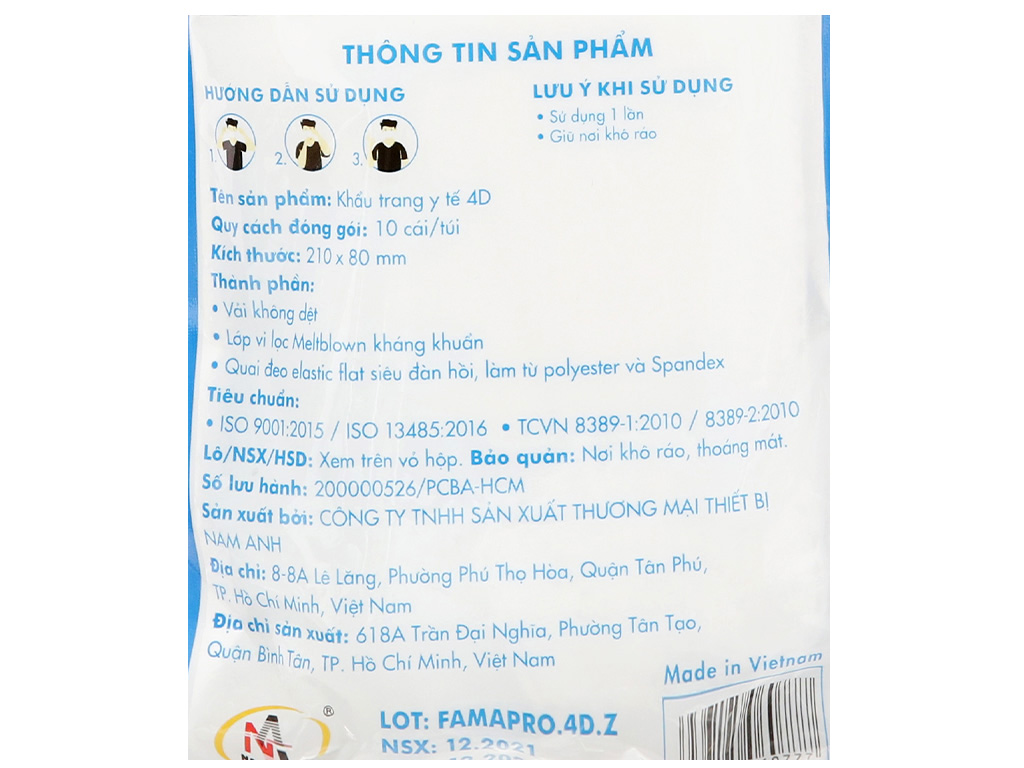 THÔNG TIN SẢN PHẨM
HƯỚNG DẪN SỬ DỤNG
LƯU Ý KHI SỬ DỤNG
• Sử dụng 1 lần
• Giữ nơi khô ráo
1. 2. 3.
Tên sản phẩm: Khẩu trang y tế 4D
Quy cách đóng gói: 10 cái/túi
Kích thước: 210 x 80 mm
Thành phần:
• Vải không dệt
• Lớp vi lọc Meltblown kháng khuẩn
• Quai đeo elastic flat siêu đàn hồi, làm từ polyester và Spandex
Tiêu chuẩn:
• ISO 9001:2015 / ISO 13485:2016 • TCVN 8389-1:2010 / 8389-2:2010
Lô/NSX/HSD: Xem trên vỏ hộp. Bảo quản: Nơi khô ráo, thoáng mát.
Số lưu hành: 200000526/PCBA-HCM
Sản xuất bởi: CÔNG TY TNHH SẢN XUẤT THƯƠNG MẠI THIẾT BỊ
NAM ANH
Địa chỉ: 8-8A Lê Lăng, Phường Phú Thọ Hòa, Quận Tân Phú,
TP. Hồ Chí Minh, Việt Nam
Địa chỉ sản xuất: 618A Trần Đại Nghĩa, Phường Tân Tạo,
Quận Bình Tân, TP. Hồ Chí Minh, Việt Nam
Made in Vietnam
®
LOT: FAMAPRO.4D.Z
NSX: 12.2021